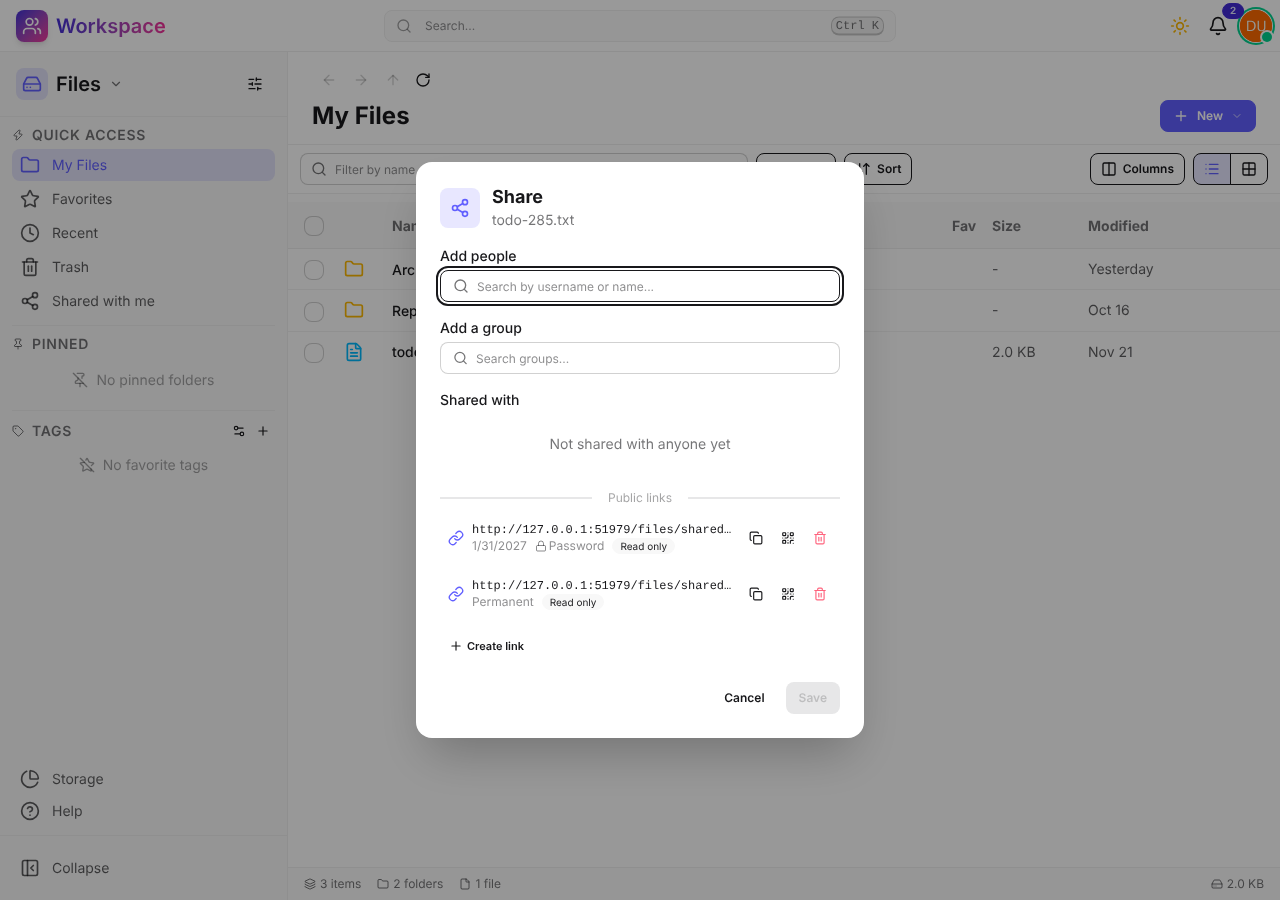 Workspace
Search...
Ctrl K
2
DU
Files
QUICK ACCESS
My Files
Favorites
Recent
Trash
Shared with me
PINNED
No pinned folders
TAGS
No favorite tags
Storage
Help
Collapse
My Files
New
Filter by name
Sort
Columns
Fav
Size
Modified
-
Yesterday
-
Oct 16
2.0 KB
Nov 21
Share
todo-285.txt
Add people
Search by username or name...
Add a group
Search groups...
Shared with
Not shared with anyone yet
Public links
http://127.0.0.1:51979/files/shared…
1/31/2027
Password
Read only
http://127.0.0.1:51979/files/shared…
Permanent
Read only
Create link
Cancel
Save
3 items
2 folders
1 file
2.0 KB